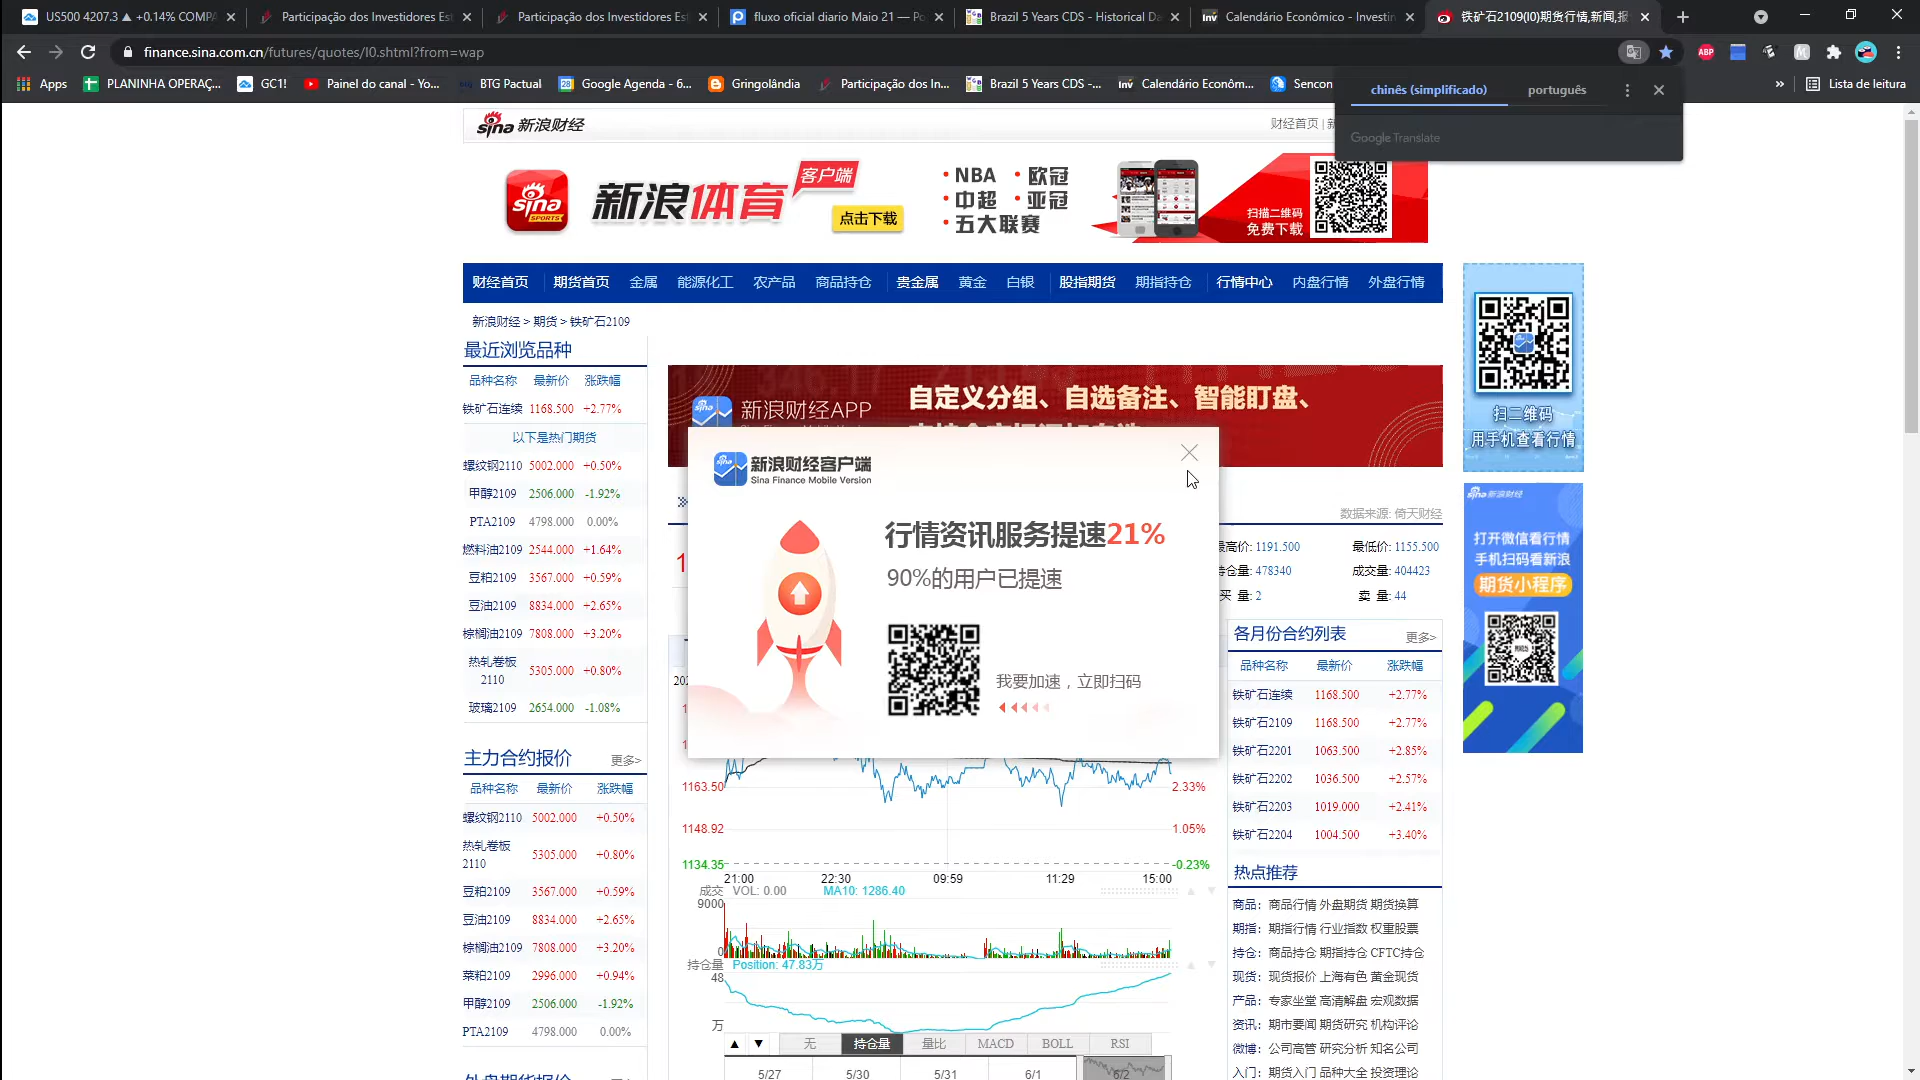 US500 4207.3 ▲ +0.14% COMPA
Participação dos Investidores Est
Participação dos Investidores Est
fluxo oficial diario Maio 21 — Po
Brazil 5 Years CDS - Historical Da
Calendário Econômico - Investin
铁矿石2109(I0)期货行情,新闻,报
finance.sina.com.cn/futures/quotes/I0.shtml?from=wap
Apps
PLANINHA OPERAÇ...
GC1!
Painel do canal - Yo...
BTG Pactual
Google Agenda - 6...
Gringolândia
Participação dos In...
Brazil 5 Years CDS -...
Calendário Econôm...
Sencon
Lista de leitura
chinês (simplificado)
português
Google Translate
sina 新浪财经
财经首页 | 新
sina SPORTS
新浪体育
客户端
点击下载
• NBA • 欧冠
• 中超 • 亚冠
• 五大联赛
扫描二维码
免费下载
财经首页 期货首页 金属 能源化工 农产品 商品持仓 贵金属 黄金 白银 股指期货 期指持仓 行情中心 内盘行情 外盘行情
新浪财经 > 期货 > 铁矿石2109
最近浏览品种
品种名称 最新价 涨跌幅
铁矿石连续 1168.500 +2.77%
以下是热门期货
螺纹钢2110 5002.000 +0.50%
甲醇2109 2506.000 -1.92%
PTA2109 4798.000 0.00%
燃料油2109 2544.000 +1.64%
豆粕2109 3567.000 +0.59%
豆油2109 8834.000 +2.65%
棕榈油2109 7808.000 +3.20%
热轧卷板
2110 5305.000 +0.80%
玻璃2109 2654.000 -1.08%
主力合约报价 更多>
品种名称 最新价 涨跌幅
螺纹钢2110 5002.000 +0.50%
热轧卷板
2110 5305.000 +0.80%
豆粕2109 3567.000 +0.59%
豆油2109 8834.000 +2.65%
棕榈油2109 7808.000 +3.20%
菜粕2109 2996.000 +0.94%
甲醇2109 2506.000 -1.92%
PTA2109 4798.000 0.00%
新浪财经APP
自定义分组、自选备注、智能盯盘、
新浪财经客户端
Sina Finance Mobile Version
行情资讯服务提速21%
90%的用户已提速
我要加速，立即扫码
数据来源: 倚天财经
最高价: 1191.500 最低价: 1155.500
持仓量: 478340 成交量: 404423
买 量: 2 卖 量: 44
1163.50 2.33%
1148.92 1.05%
1134.35 -0.23%
21:00 22:30 09:59 11:29 15:00
成交 VOL: 0.00 MA10: 1286.40
9000
0
持仓量 Position: 47.83万
48
万
▲ ▼ 无 持仓量 量比 MACD BOLL RSI
5/27 5/30 5/31 6/1 6/2
各月份合约列表 更多>
品种名称 最新价 涨跌幅
铁矿石连续 1168.500 +2.77%
铁矿石2109 1168.500 +2.77%
铁矿石2201 1063.500 +2.85%
铁矿石2202 1036.500 +2.57%
铁矿石2203 1019.000 +2.41%
铁矿石2204 1004.500 +3.40%
热点推荐
商品: 商品行情 外盘期货 期货换算
期指: 期指行情 行业指数 权重股票
持仓: 商品持仓 期指持仓 CFTC持仓
现货: 现货报价 上海有色 黄金现货
产品: 专家坐堂 高清解盘 宏观数据
资讯: 期市要闻 期货研究 机构评论
微博: 公司高管 研究分析 知名公司
入门: 期货入门 品种大全 投资理论
扫二维码
用手机查看行情
sina 新浪财经
打开微信看行情
手机扫码看新浪
期货小程序